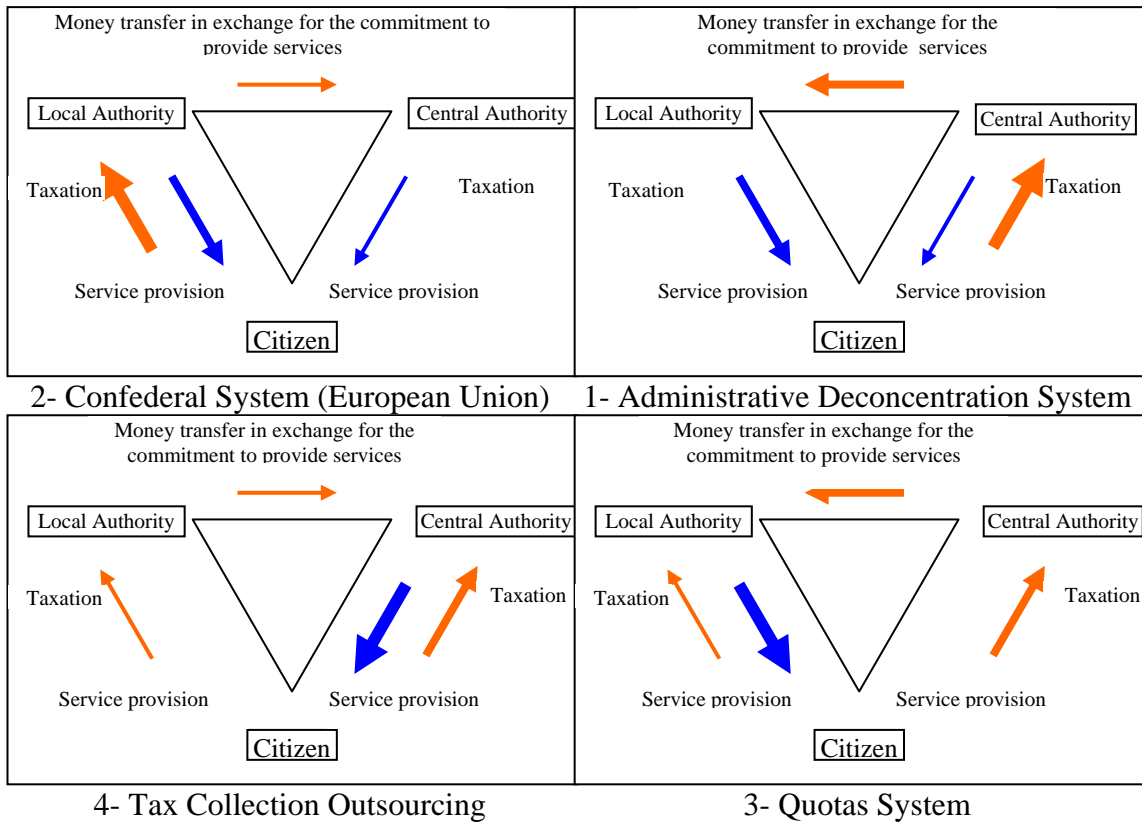 Money transfer in exchange for the commitment to
provide services
Local Authority
Central Authority
Taxation
Taxation
Service provision
Service provision
Citizen
2- Confederal System (European Union)
Money transfer in exchange for the
commitment to provide services
Local Authority
Central Authority
Taxation
Taxation
Service provision
Service provision
Citizen
1- Administrative Deconcentration System
Money transfer in exchange for the
commitment to provide services
Local Authority
Central Authority
Taxation
Taxation
Service provision
Service provision
Citizen
4- Tax Collection Outsourcing
Money transfer in exchange for the
commitment to provide services
Local Authority
Central Authority
Taxation
Taxation
Service provision
Service provision
Citizen
3- Quotas System